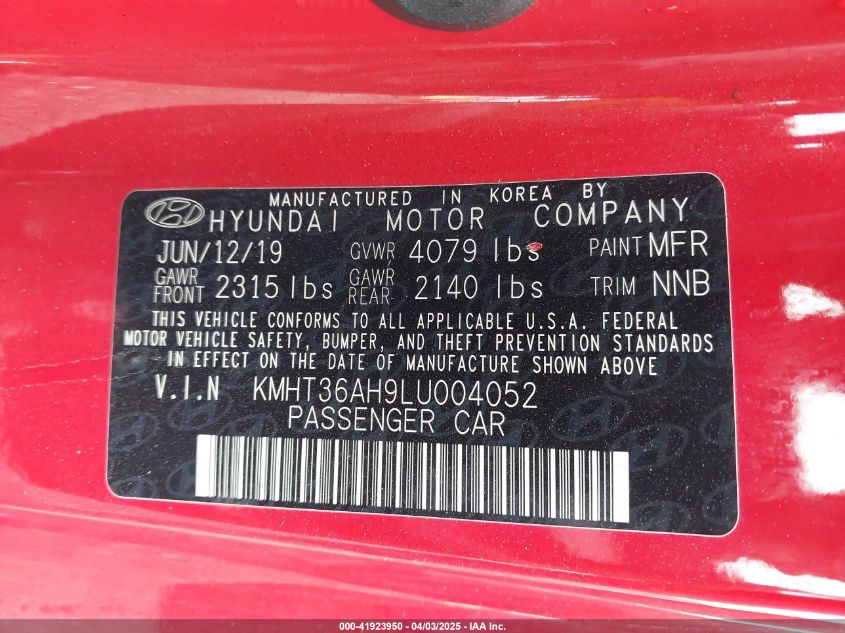 MANUFACTURED IN KOREA BY
HYUNDAI MOTOR COMPANY
JUN/12/19 GVWR 4079 lbs PAINT MFR
GAWR FRONT 2315 lbs GAWR REAR 2140 lbs TRIM NNB
THIS VEHICLE CONFORMS TO ALL APPLICABLE U.S.A. FEDERAL
MOTOR VEHICLE SAFETY, BUMPER, AND THEFT PREVENTION STANDARDS
IN EFFECT ON THE DATE OF MANUFACTURE SHOWN ABOVE
V.I.N KMHT36AH9LU004052
PASSENGER CAR
000-41923950 - 04/03/2025 - IAA Inc.